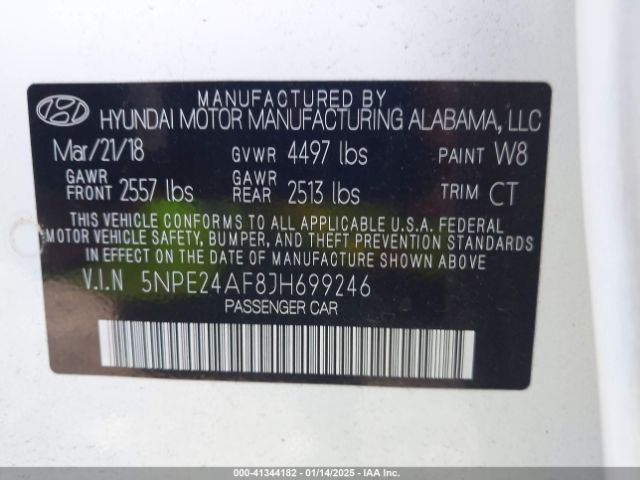 MANUFACTURED BY
HYUNDAI MOTOR MANUFACTURING ALABAMA, LLC
Mar/21/18 GVWR 4497 lbs PAINT W8
GAWR FRONT 2557 lbs GAWR REAR 2513 lbs TRIM CT
THIS VEHICLE CONFORMS TO ALL APPLICABLE U.S.A. FEDERAL
MOTOR VEHICLE SAFETY, BUMPER, AND THEFT PREVENTION STANDARDS
IN EFFECT ON THE DATE OF MANUFACTURE SHOWN ABOVE.
V.I.N 5NPE24AF8JH699246
PASSENGER CAR
000-41344182 - 01/14/2025 - IAA Inc.